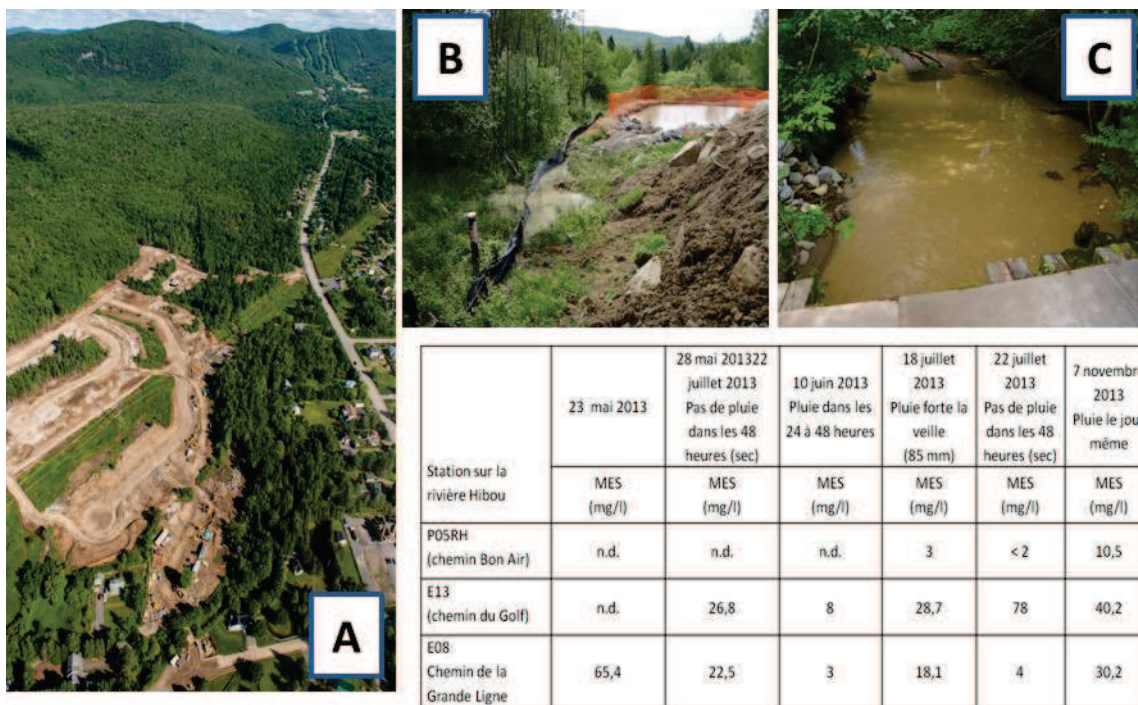 A
B
C
Station sur la
rivière Hibou
23 mai 2013
28 mai 201322
juillet 2013
Pas de pluie
dans les 48
heures (sec)
10 juin 2013
Pluie dans les
24 à 48 heures
18 juillet
2013
Pluie forte la
veille
(85 mm)
22 juillet
2013
Pas de pluie
dans les 48
heures (sec)
7 novembre
2013
Pluie le jour
même
MES
(mg/l)
MES
(mg/l)
MES
(mg/l)
MES
(mg/l)
MES
(mg/l)
MES
(mg/l)
P05RH
(chemin Bon Air)
n.d.
n.d.
n.d.
3
< 2
10,5
E13
(chemin du Golf)
n.d.
26,8
8
28,7
78
40,2
E08
Chemin de la
Grande Ligne
65,4
22,5
3
18,1
4
30,2